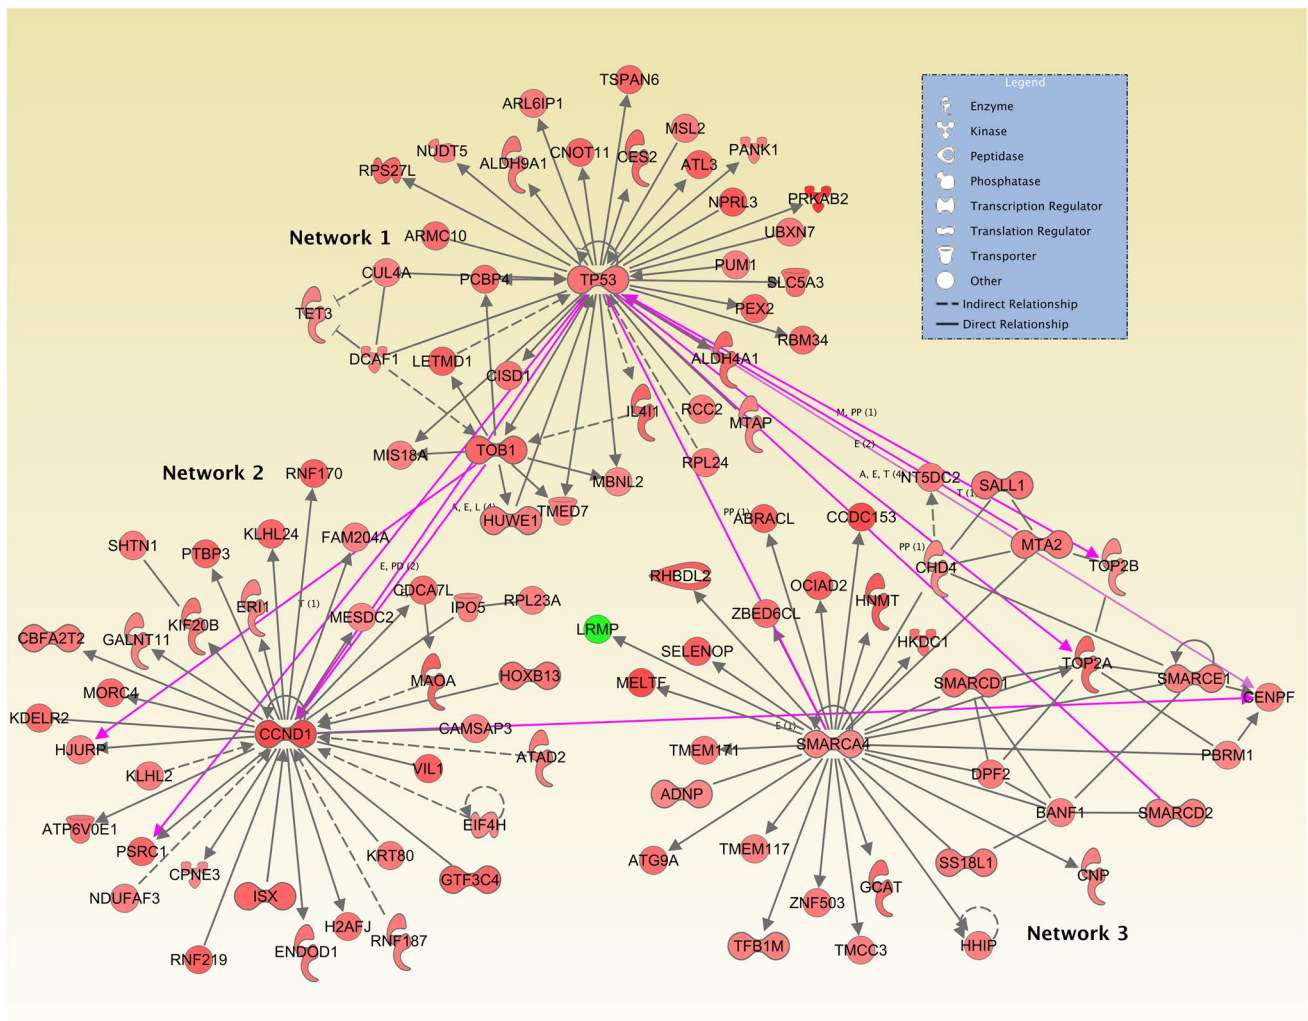 TSPAN6
Legend
ARL6IP1
Enzyme
MSL2
Kinase
NUDT5
ALDH9A1
CNOT11
CES2
PANK1
ATL3
Peptidase
RPS27L
Phosphatase
NPRL3
PRKAB2
Transcription Regulator
Network 1
ARMC10
UBXN7
Translation Regulator
CUL4A
PCBP4
TP53
PUM1
SLC5A3
Transporter
Other
TET3
PEX2
Indirect Relationship
RBM34
Direct Relationship
DCAF1
LETMD1
CISD1
ALDH4A1
IL4I1
RCC2
MTAP
M, PP (1)
E (2)
MIS18A
TOB1
RPL24
Network 2
RNF170
MBNL2
A, E, T (4)
NT5DC2
SALL1
T (1)
A, E, L (4)
HUWE1
TMED7
PP (1)
ABRACL
CCDC153
SHTN1
PTBP3
KLHL24
FAM204A
PP (1)
MTA2
CHD4
TOP2B
E, PD (2)
RHBDL2
OCIAD2
HNMT
T (1)
ERI1
CDCA7L
IPO5
RPL23A
ZBED6CL
CBFA2T2
GALNT11
KIF20B
MESDC2
LRMP
HKDC1
SELENOP
MORC4
MAOA
HOXB13
MELTF
SMARCD1
TOP2A
SMARCE1
CENPF
KDELR2
HJURP
CCND1
CAMSAP3
E (1)
SMARCA4
TMEM171
PBRM1
KLHL2
VIL1
ATAD2
ADNP
DPF2
ATP6V0E1
EIF4H
BANF1
SMARCD2
PSRC1
KRT80
TMEM117
SS18L1
CPNE3
GTF3C4
ATG9A
CNP
NDUFAF3
ISX
ZNF503
GCAT
H2AFJ
RNF187
Network 3
RNF219
ENDOD1
TFB1M
TMCC3
HHIP